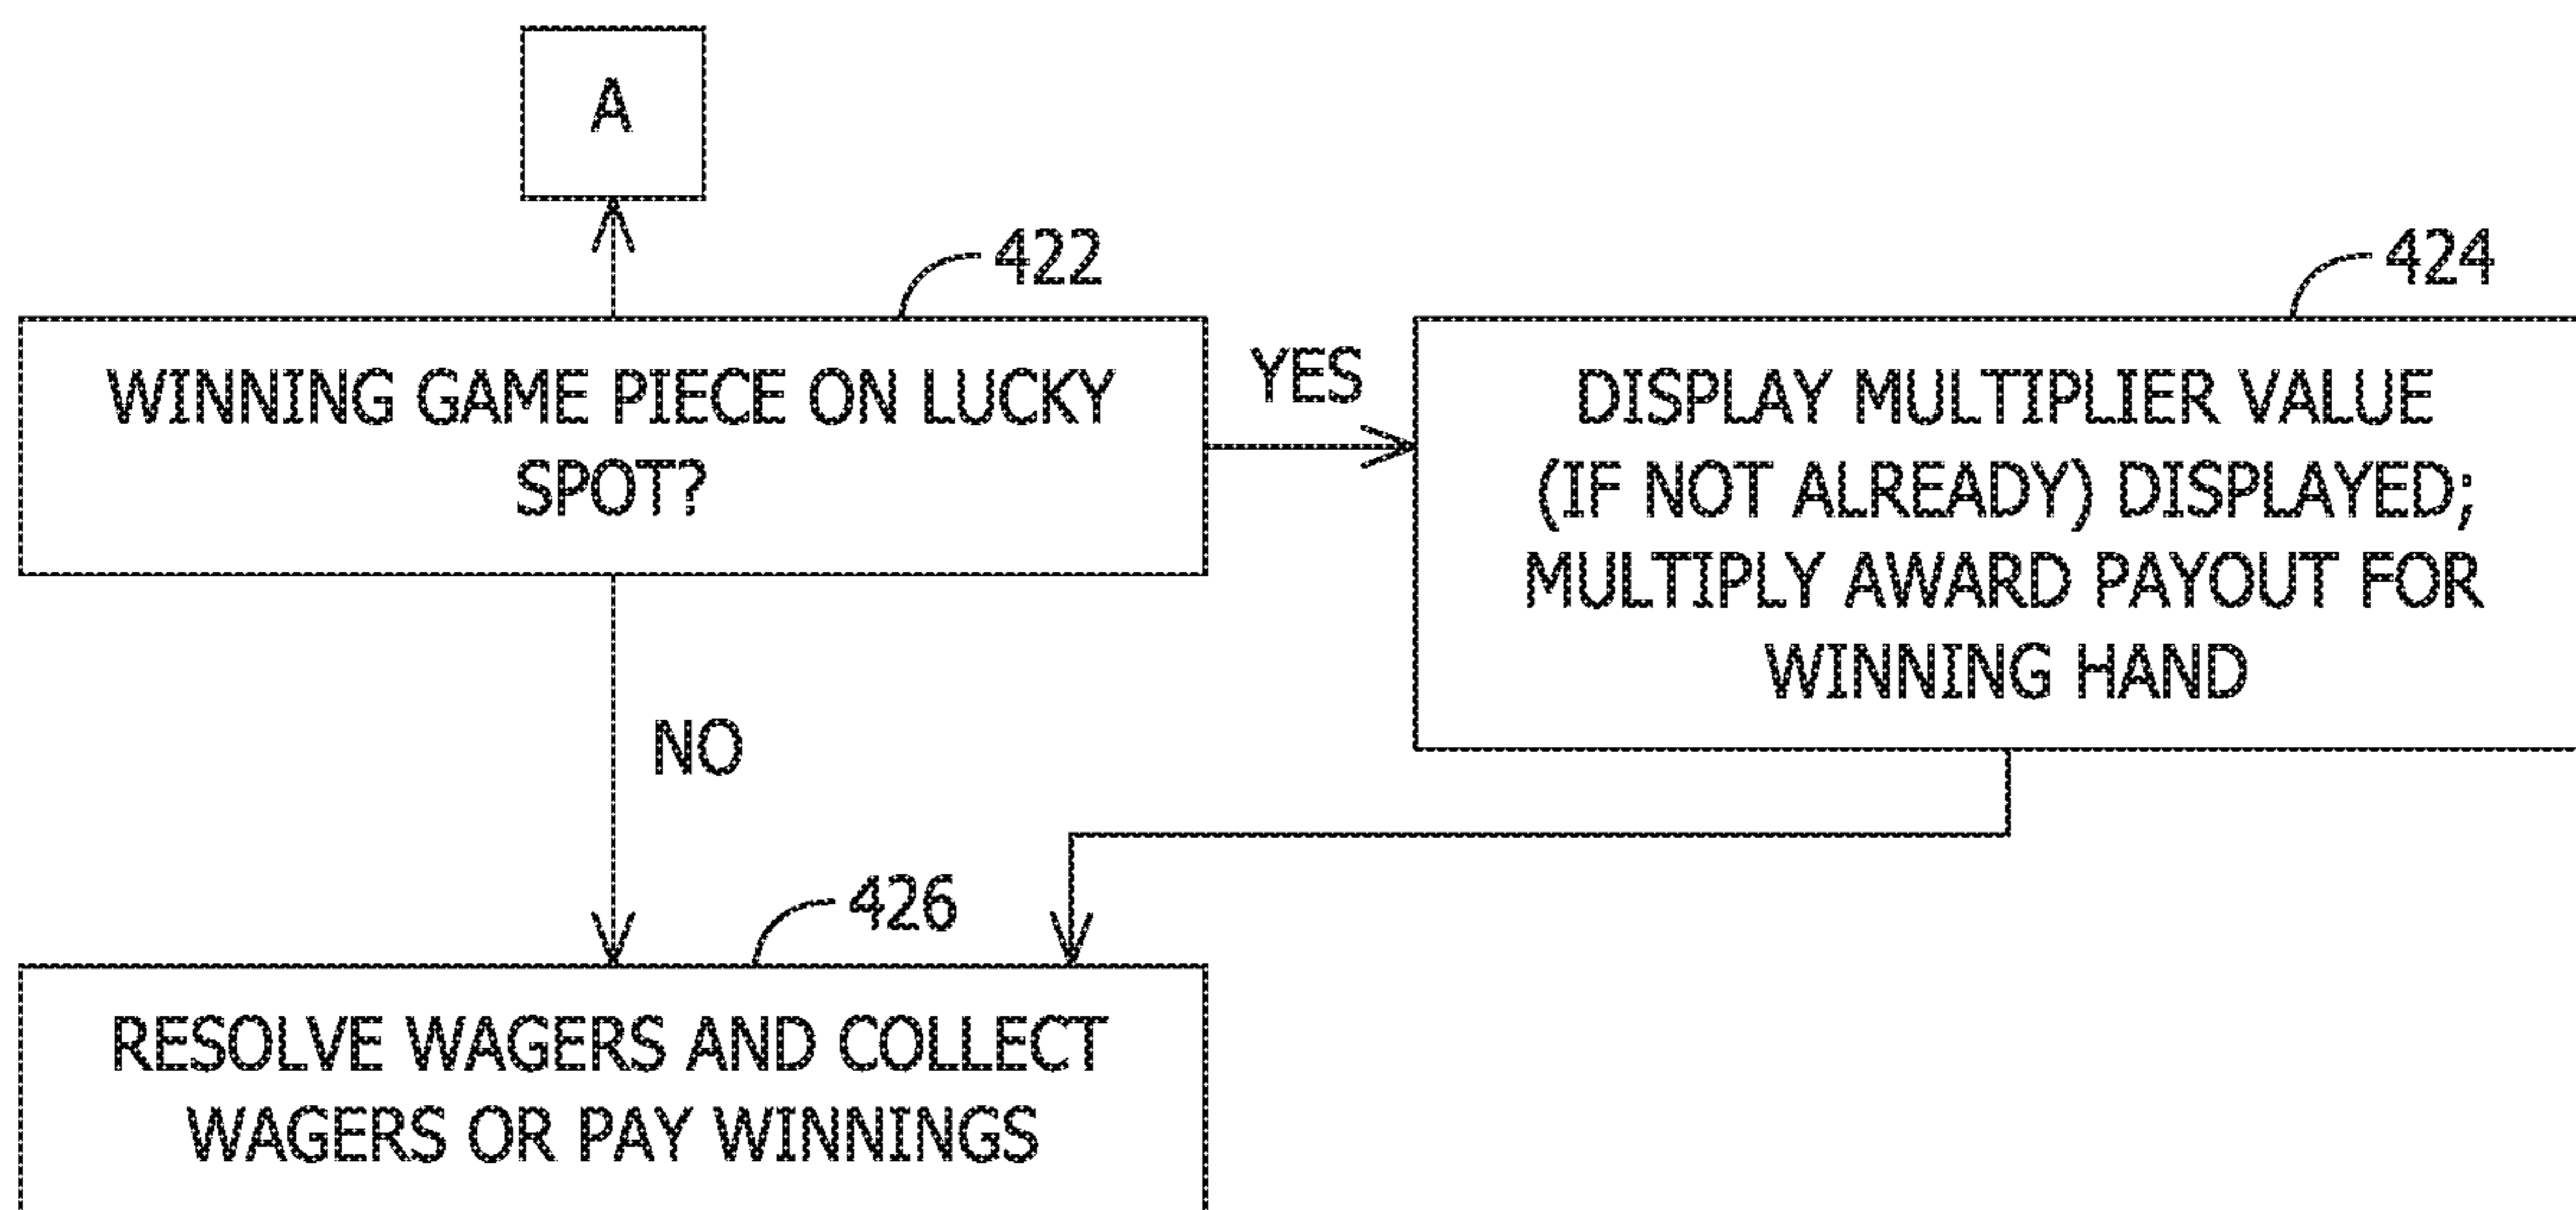 A
422
WINNING GAME PIECE ON LUCKY
SPOT?
YES
424
DISPLAY MULTIPLIER VALUE
(IF NOT ALREADY) DISPLAYED;
MULTIPLY AWARD PAYOUT FOR
WINNING HAND
NO
426
RESOLVE WAGERS AND COLLECT
WAGERS OR PAY WINNINGS